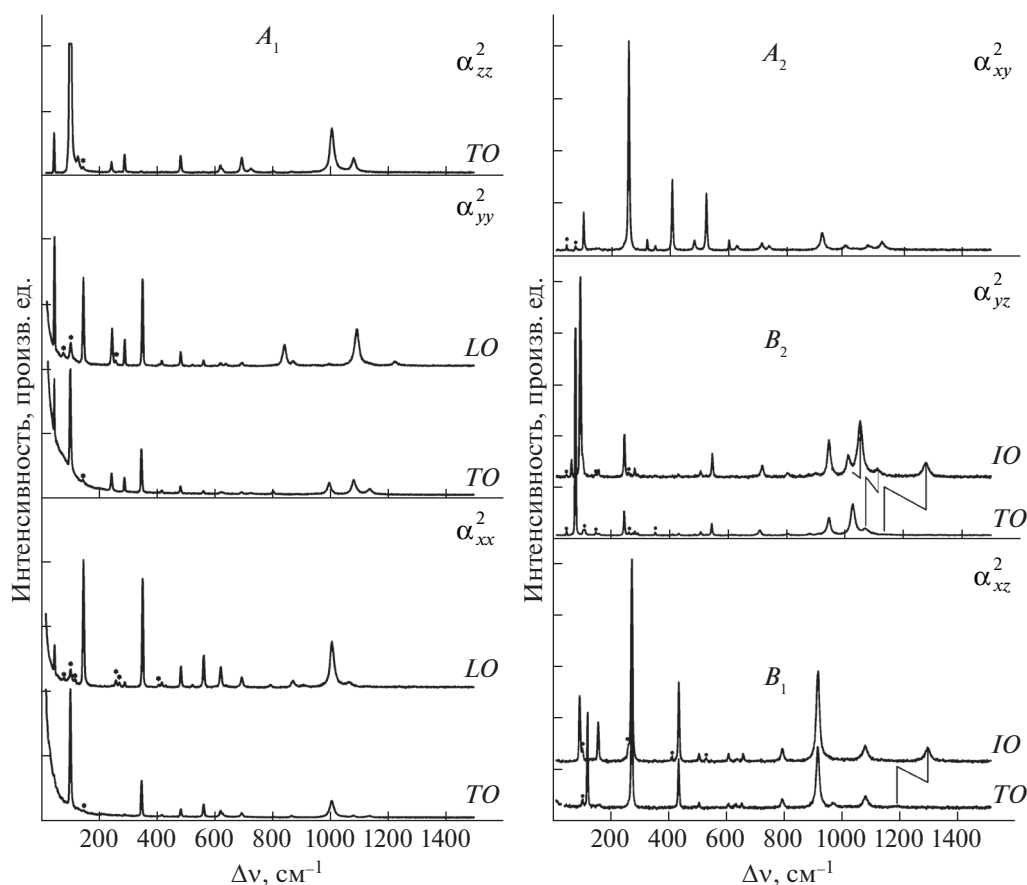 A₁
α²zz
TO
α²yy
LO
TO
α²xx
LO
TO
Интенсивность, произв. ед.
200 400 600 800 1000 1200 1400
Δν, см⁻¹
A₂
α²xy
α²yz
B₂
IO
TO
α²xz
B₁
IO
TO
Интенсивность, произв. ед.
200 400 600 800 1000 1200 1400
Δν, см⁻¹